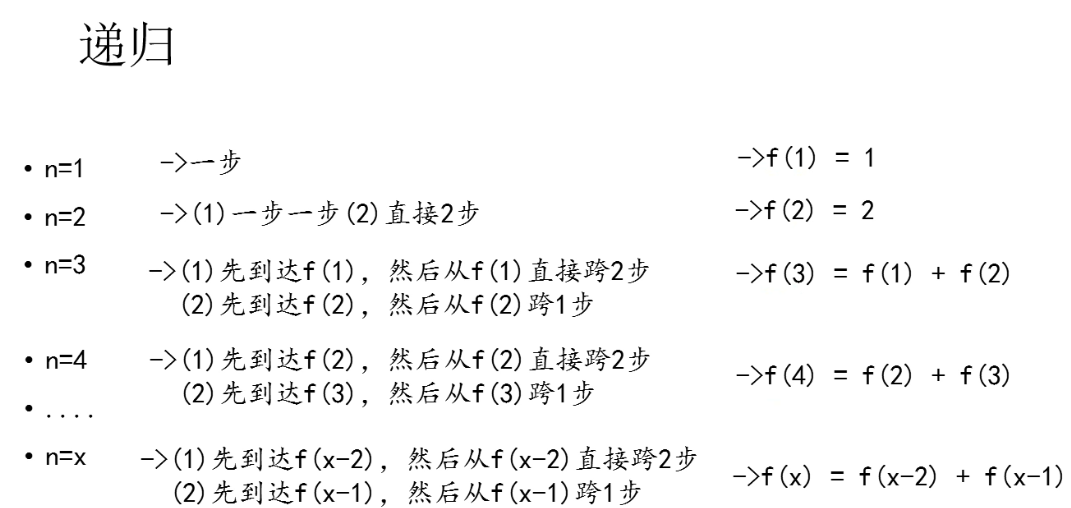 递归
• n=1 ->一步 ->f(1) = 1
• n=2 ->(1)一步一步(2)直接2步 ->f(2) = 2
• n=3 ->(1)先到达f(1)，然后从f(1)直接跨2步 ->f(3) = f(1) + f(2)
(2)先到达f(2)，然后从f(2)跨1步
• n=4 ->(1)先到达f(2)，然后从f(2)直接跨2步 ->f(4) = f(2) + f(3)
(2)先到达f(3)，然后从f(3)跨1步
• ....
• n=x ->(1)先到达f(x-2)，然后从f(x-2)直接跨2步 ->f(x) = f(x-2) + f(x-1)
(2)先到达f(x-1)，然后从f(x-1)跨1步